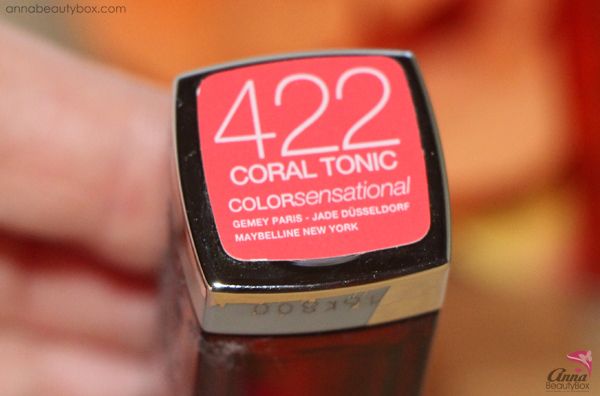 annabeautybox.com
422
CORAL TONIC
COLORsensational
GEMEY PARIS - JADE DÜSSELDORF
MAYBELLINE NEW YORK
anna
BeautyBox